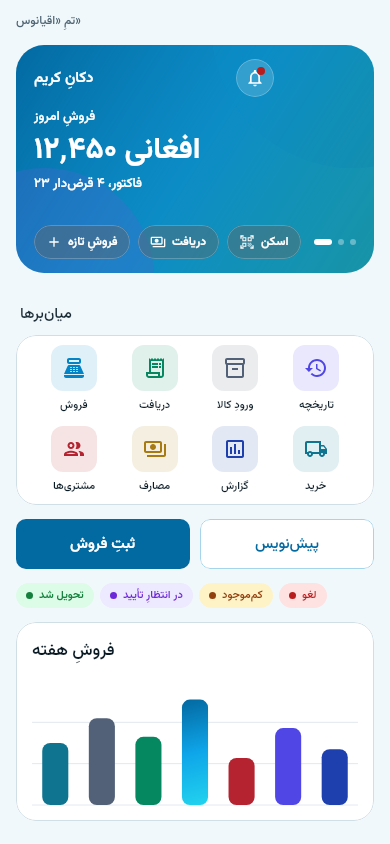 تمِ «اقیانوس»
دکانِ کریم
فروشِ امروز
۱۲,۴۵۰ افغانی
۲۳ فاکتور، ۴ قرض‌دار
فروشِ تازه
دریافت
اسکن
میان‌برها
فروش
دریافت
ورودِ کالا
تاریخچه
مشتری‌ها
مصارف
گزارش
خرید
ثبتِ فروش
پیش‌نویس
تحویل شد
در انتظارِ تأیید
کم‌موجود
لغو
فروشِ هفته